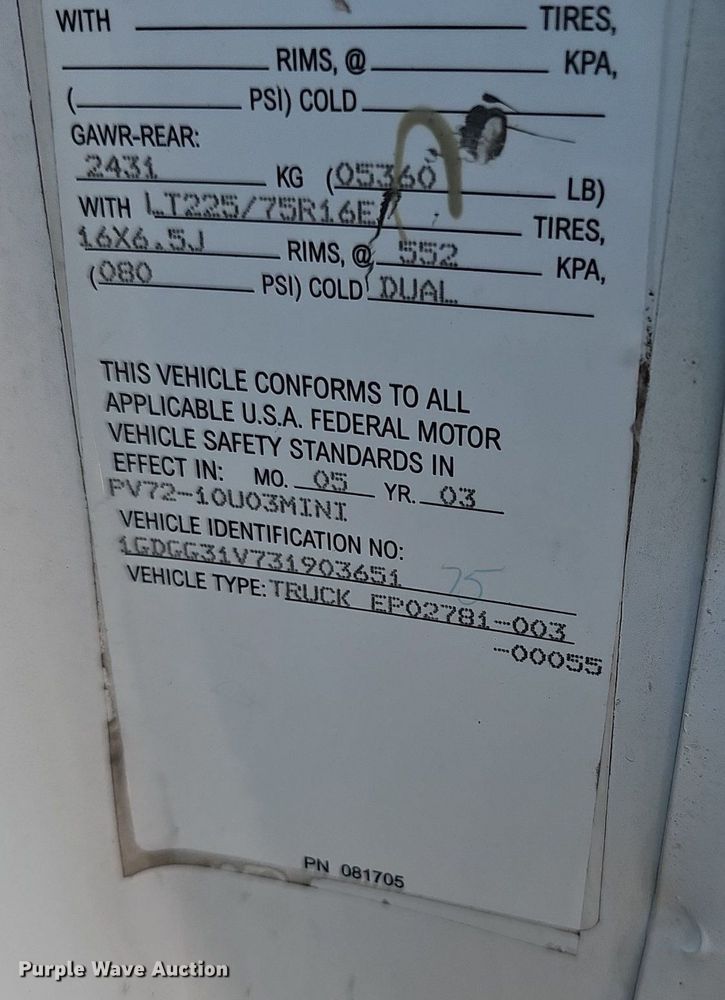 WITH TIRES,
RIMS, @ KPA,
( PSI) COLD
GAWR-REAR:
2431 KG (05360 LB)
WITH LT225/75R16E TIRES,
16X6.5J RIMS, @ 552 KPA,
(080 PSI) COLD DUAL
THIS VEHICLE CONFORMS TO ALL
APPLICABLE U.S.A. FEDERAL MOTOR
VEHICLE SAFETY STANDARDS IN
EFFECT IN: MO. 05 YR. 03
PV72-10U03MINI
VEHICLE IDENTIFICATION NO:
1GDGG31V731903651 75
VEHICLE TYPE: TRUCK EP02781-003
-00055
PN 081705
Purple Wave Auction